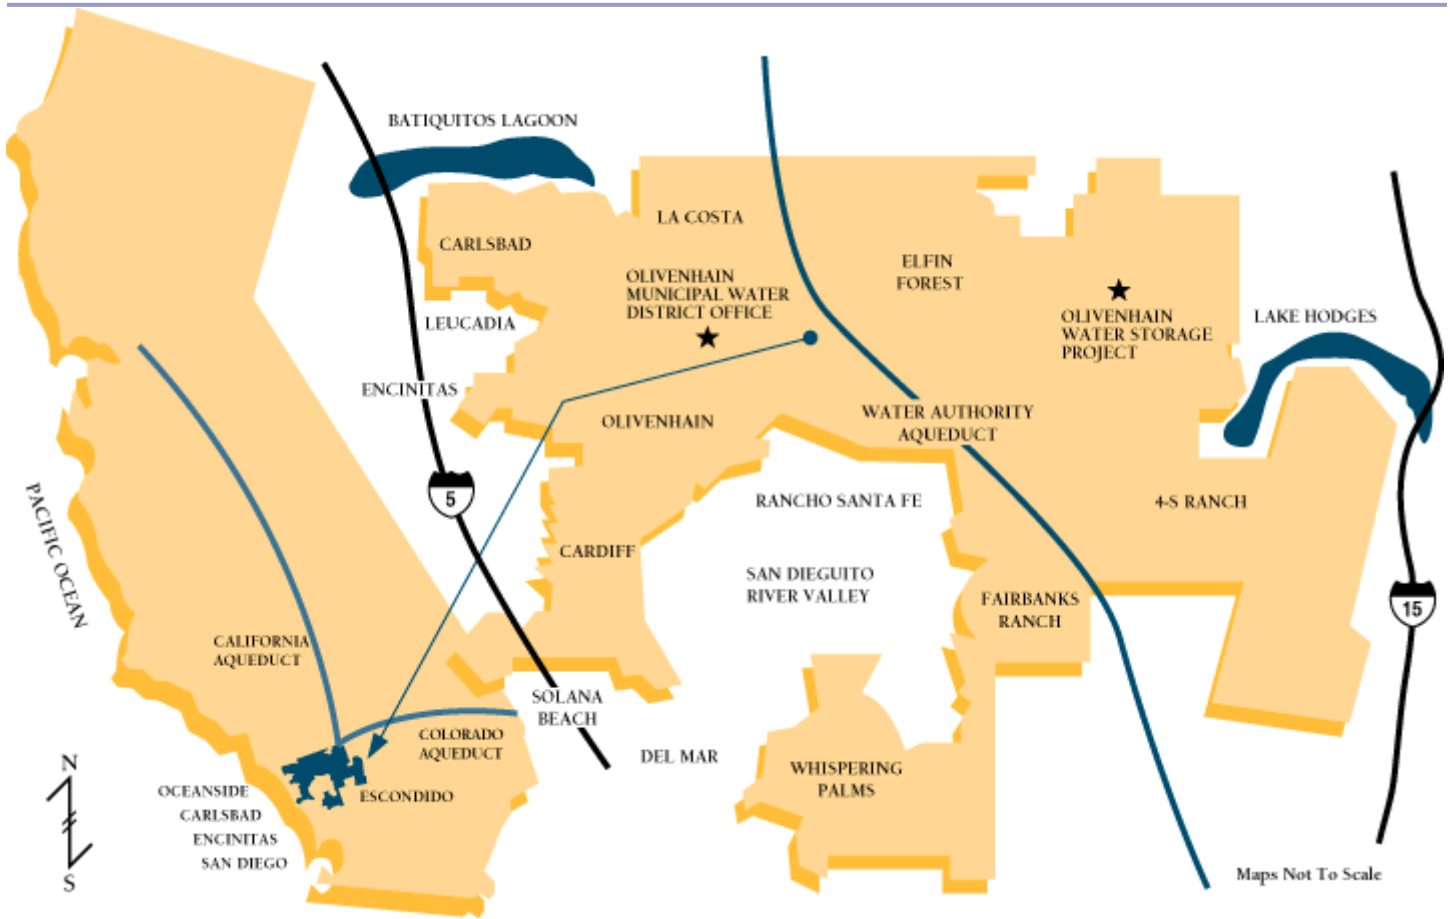 BATIQUITOS LAGOON
LA COSTA
CARLSBAD
ELFIN
FOREST
OLIVENHAIN
MUNICIPAL WATER
DISTRICT OFFICE
OLIVENHAIN
WATER STORAGE
PROJECT
LAKE HODGES
LEUCADIA
ENCINITAS
OLIVENHAIN
WATER AUTHORITY
AQUEDUCT
5
RANCHO SANTA FE
4-S RANCH
PACIFIC OCEAN
CARDIFF
SAN DIEGUITO
RIVER VALLEY
FAIRBANKS
RANCH
15
CALIFORNIA
AQUEDUCT
SOLANA
BEACH
COLORADO
AQUEDUCT
DEL MAR
WHISPERING
PALMS
N
S
OCEANSIDE
CARLSBAD
ENCINITAS
SAN DIEGO
ESCONDIDO
Maps Not To Scale